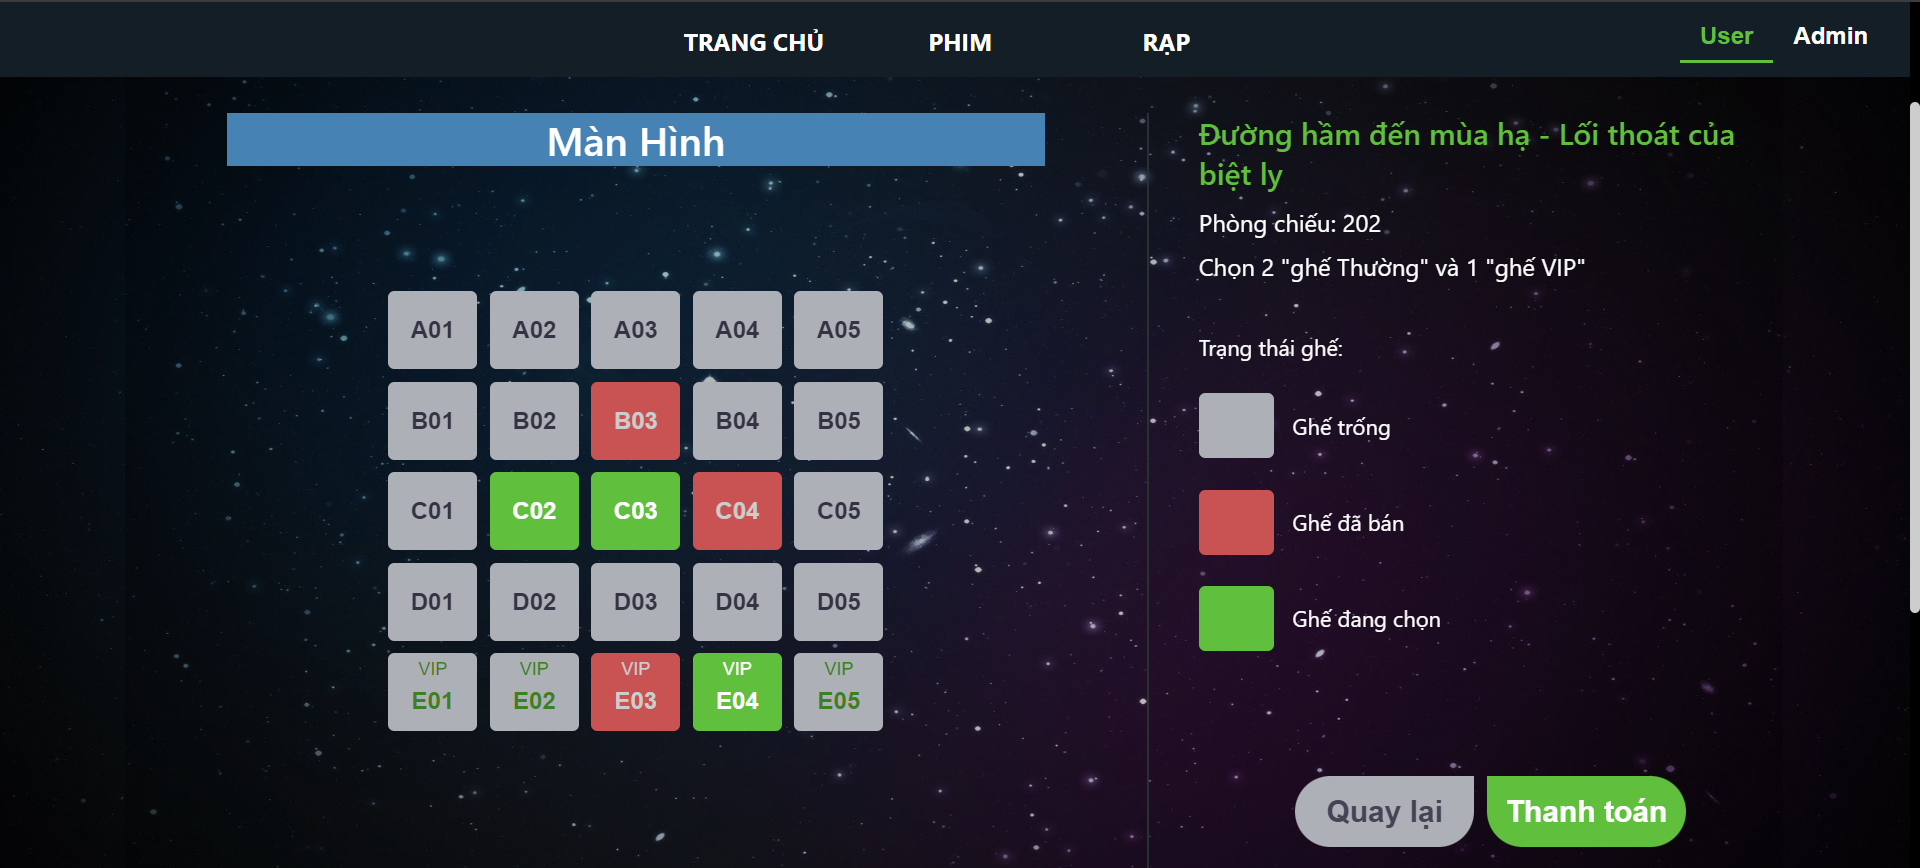 TRANG CHỦ PHIM RẠP User Admin
Màn Hình
A01 A02 A03 A04 A05
B01 B02 B03 B04 B05
C01 C02 C03 C04 C05
D01 D02 D03 D04 D05
VIP VIP VIP VIP VIP
E01 E02 E03 E04 E05
Đường hầm đến mùa hạ - Lối thoát của
biệt ly
Phòng chiếu: 202
Chọn 2 "ghế Thường" và 1 "ghế VIP"
Trạng thái ghế:
Ghế trống
Ghế đã bán
Ghế đang chọn
Quay lại Thanh toán